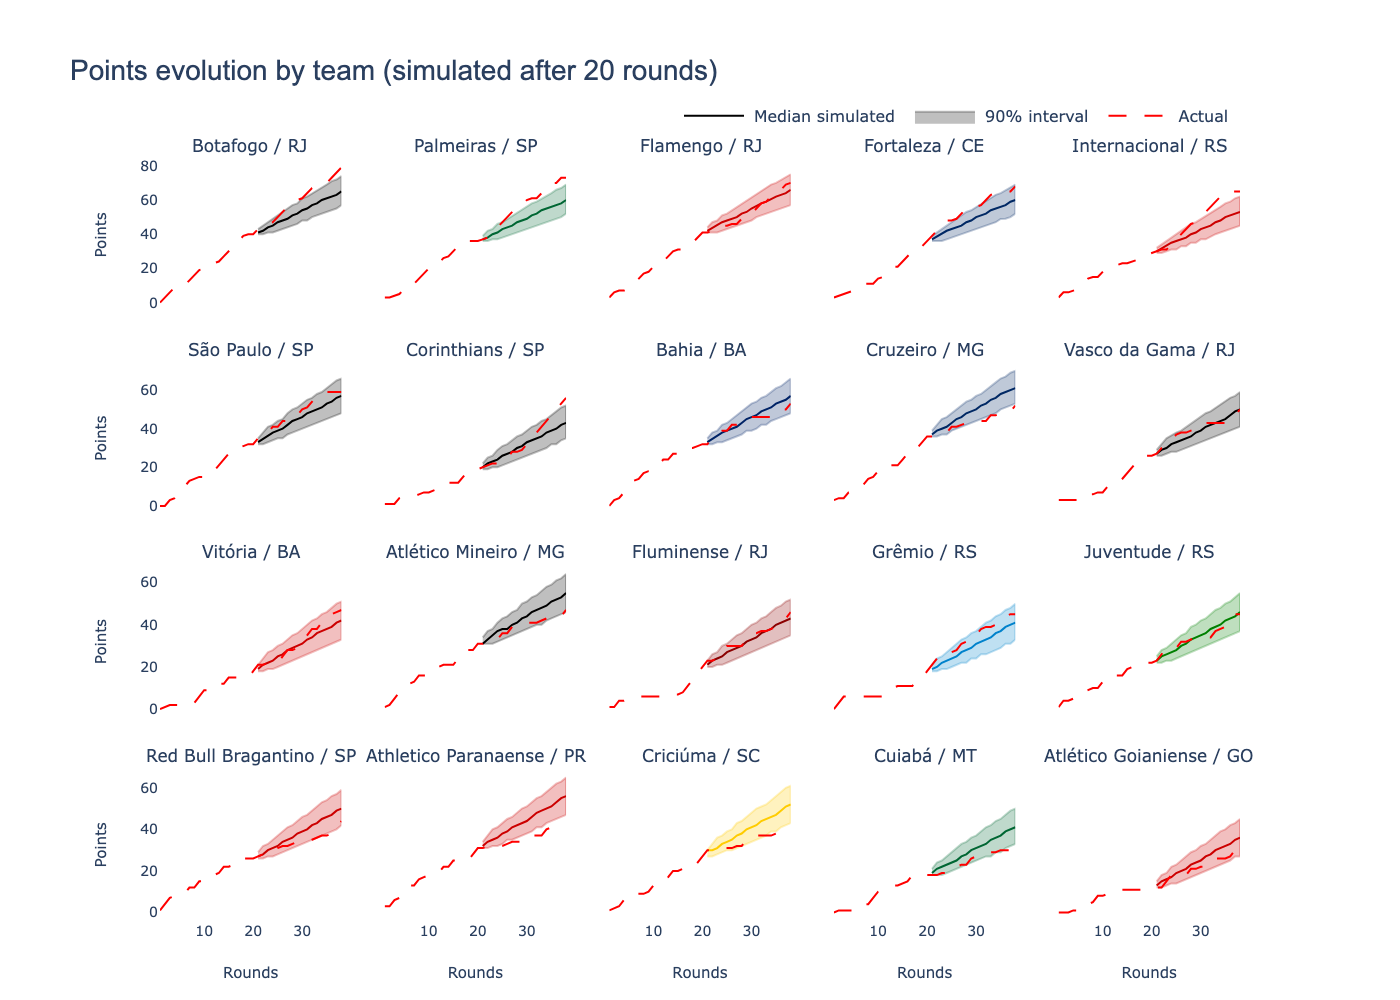 Points evolution by team (simulated after 20 rounds)
Median simulated 90% interval Actual
Botafogo / RJ Palmeiras / SP Flamengo / RJ Fortaleza / CE Internacional / RS
80
60
40
20
0
Points
São Paulo / SP Corinthians / SP Bahia / BA Cruzeiro / MG Vasco da Gama / RJ
60
40
20
0
Points
Vitória / BA Atlético Mineiro / MG Fluminense / RJ Grêmio / RS Juventude / RS
60
40
20
0
Points
Red Bull Bragantino / SP Athletico Paranaense / PR Criciúma / SC Cuiabá / MT Atlético Goianiense / GO
60
40
20
0
Points
10 20 30 10 20 30 10 20 30 10 20 30 10 20 30
Rounds Rounds Rounds Rounds Rounds